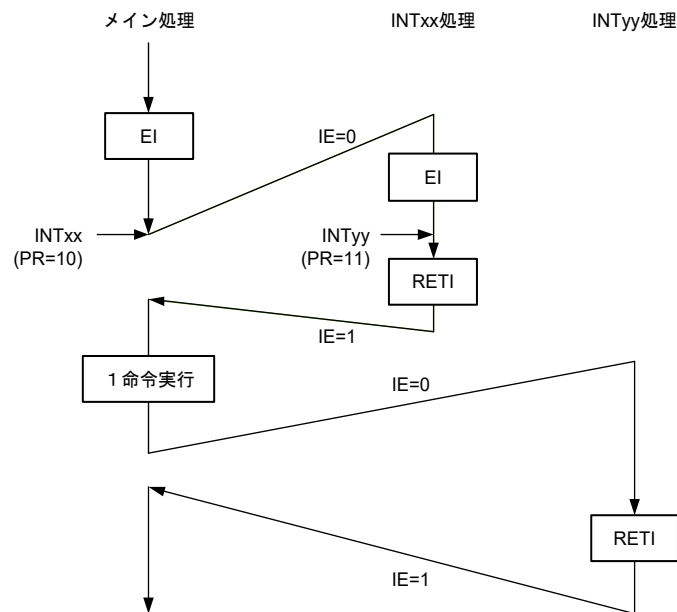 メイン処理
INTxx処理
INTyy処理
EI
IE=0
EI
INTxx
(PR=10)
INTyy
(PR=11)
RETI
IE=1
1命令実行
IE=0
RETI
IE=1